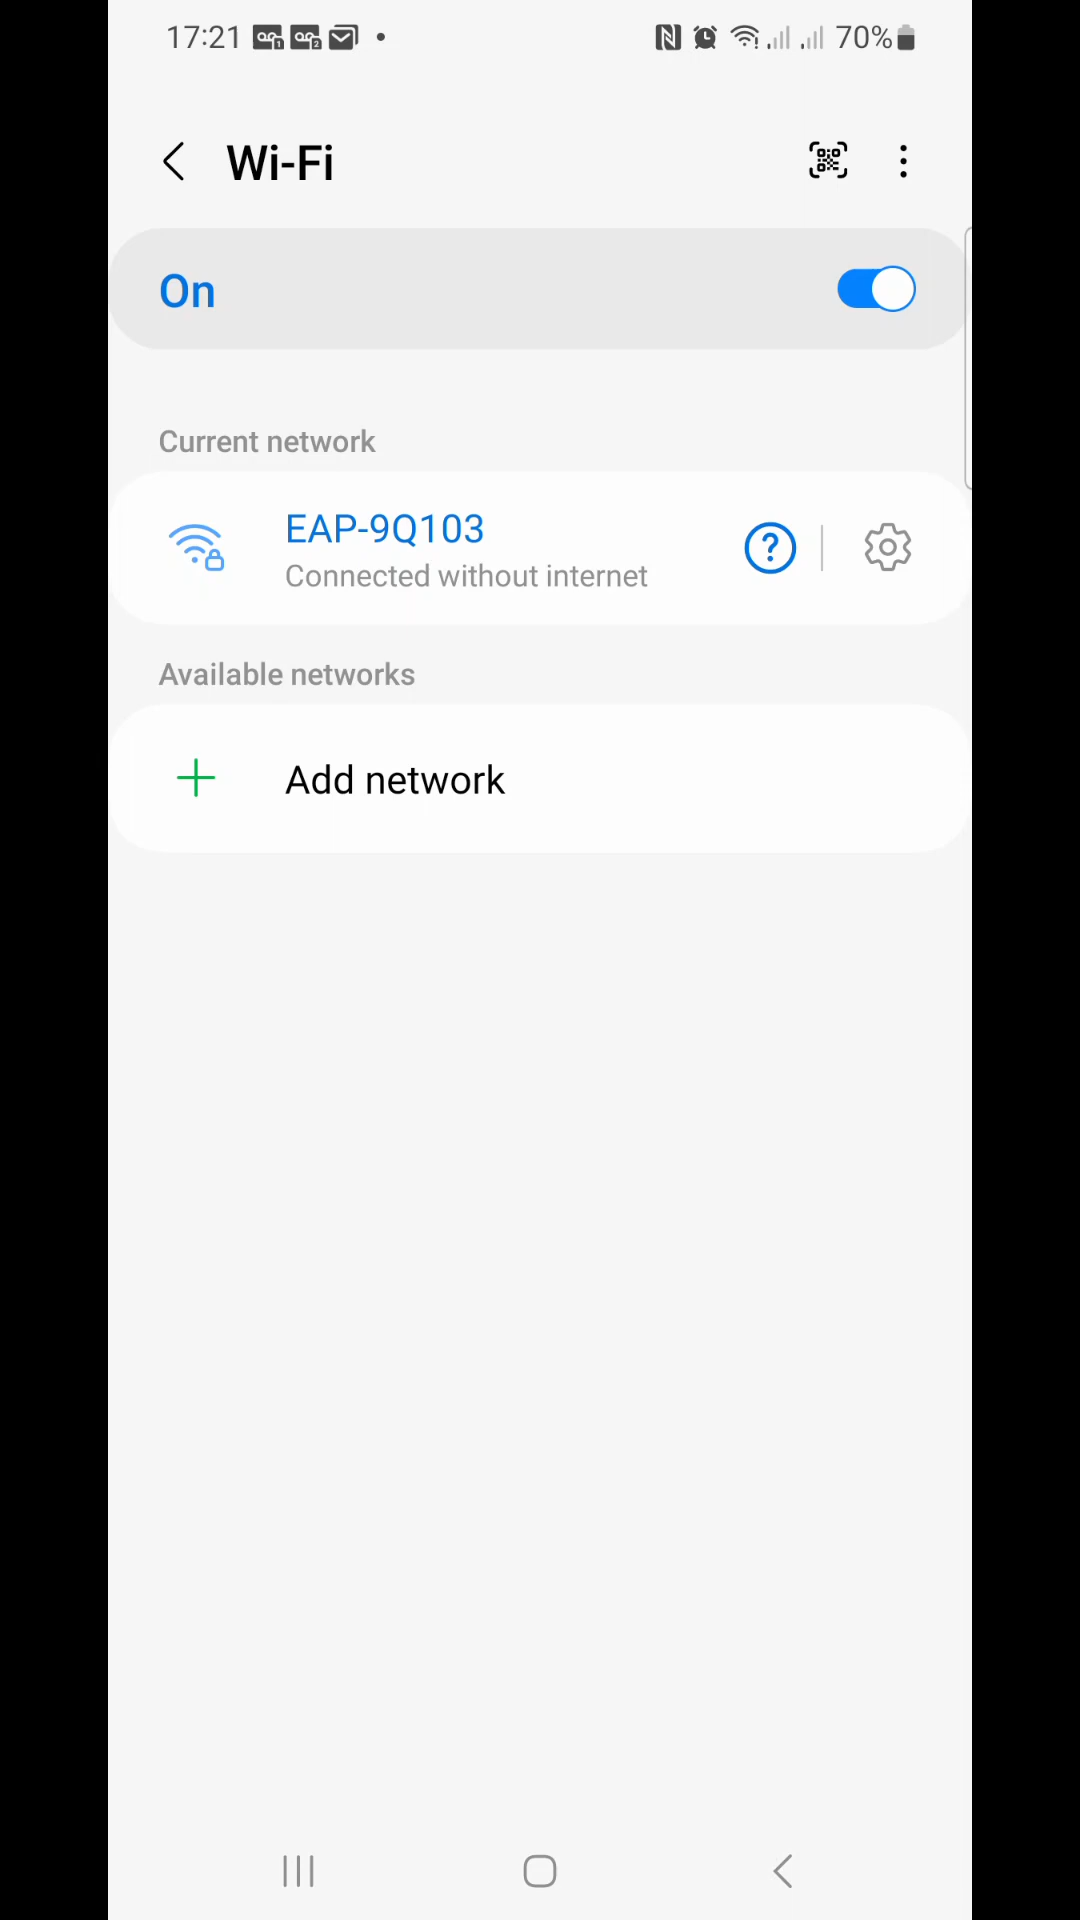 17:21 70%
Wi-Fi
On
Current network
EAP-9Q103
Connected without internet
Available networks
Add network